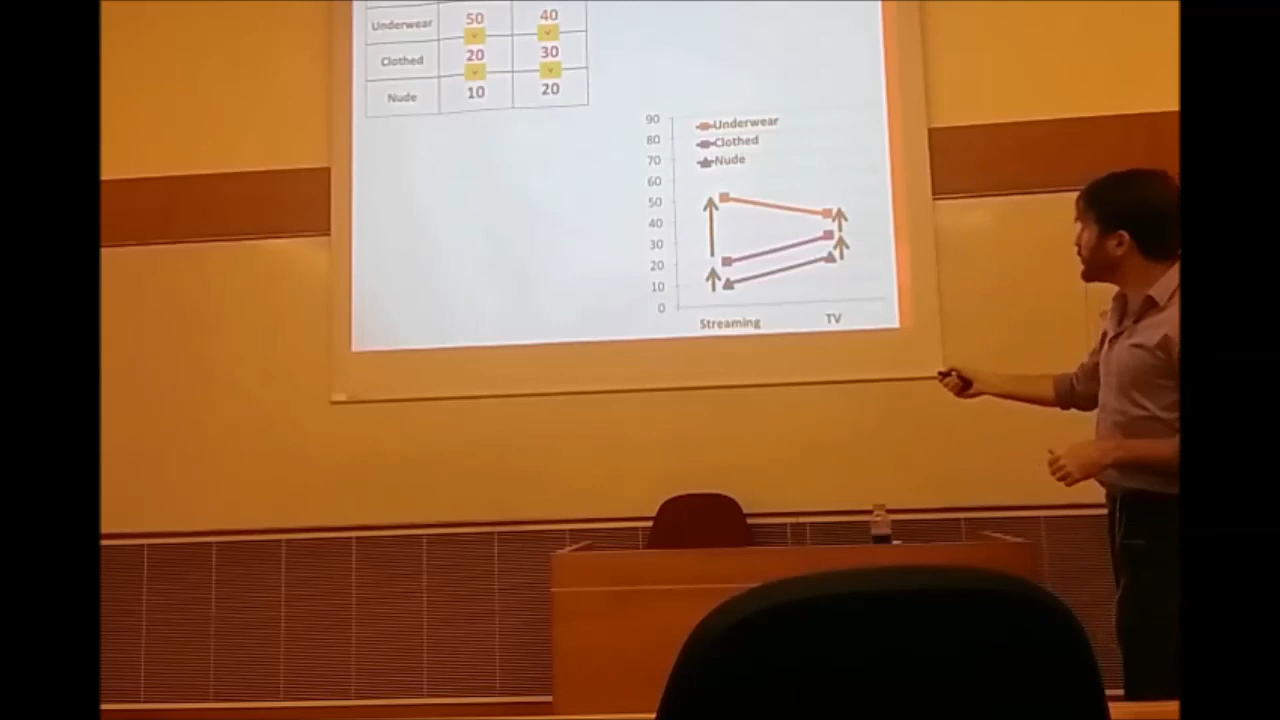 Underwear 50 40
v v
Clothed 20 30
v v
Nude 10 20
90
80
70
60
50
40
30
20
10
0
Underwear
Clothed
Nude
Streaming TV